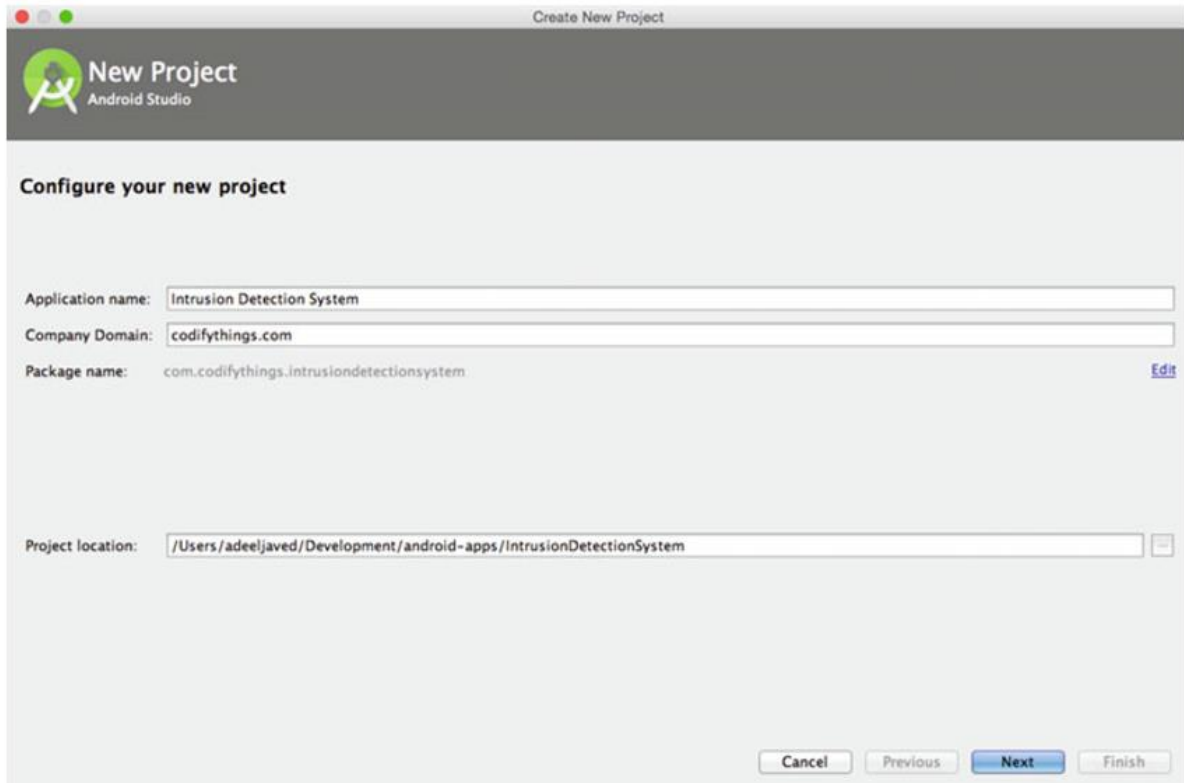 Create New Project
New Project
Android Studio
Configure your new project
Application name: Intrusion Detection System
Company Domain: codifythings.com
Package name: com.codifythings.intrusiondetectionsystem Edit
Project location: /Users/adeeljaved/Development/android-apps/IntrusionDetectionSystem ...
Cancel Previous Next Finish